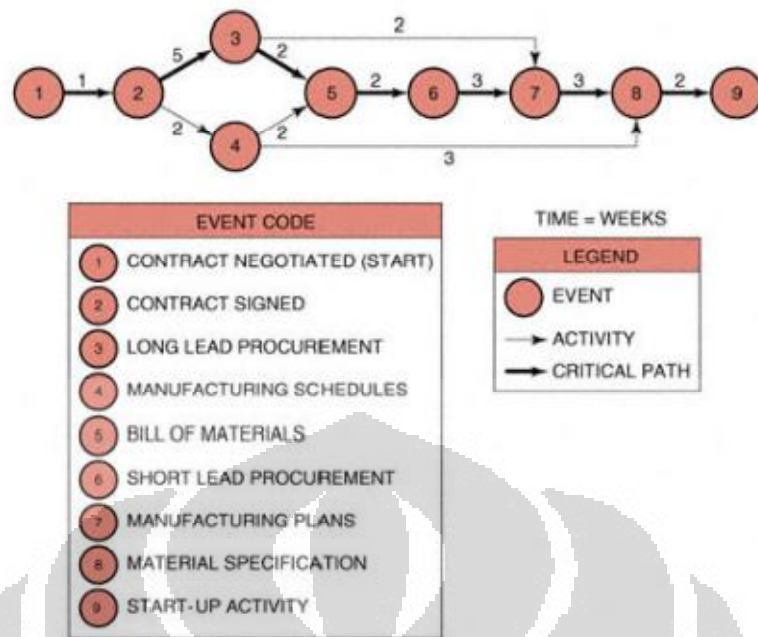 2
3
5
2
1
1
2
5
2
6
3
7
3
8
2
9
2
2
4
3
EVENT CODE
1 CONTRACT NEGOTIATED (START)
2 CONTRACT SIGNED
3 LONG LEAD PROCUREMENT
4 MANUFACTURING SCHEDULES
5 BILL OF MATERIALS
6 SHORT LEAD PROCUREMENT
7 MANUFACTURING PLANS
8 MATERIAL SPECIFICATION
9 START-UP ACTIVITY
TIME = WEEKS
LEGEND
EVENT
ACTIVITY
CRITICAL PATH